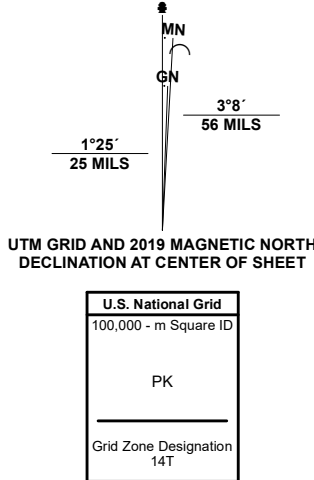 MN
GN
3°8´
56 MILS
1°25´
25 MILS
UTM GRID AND 2019 MAGNETIC NORTH
DECLINATION AT CENTER OF SHEET
U.S. National Grid
100,000 - m Square ID
PK
Grid Zone Designation
14T